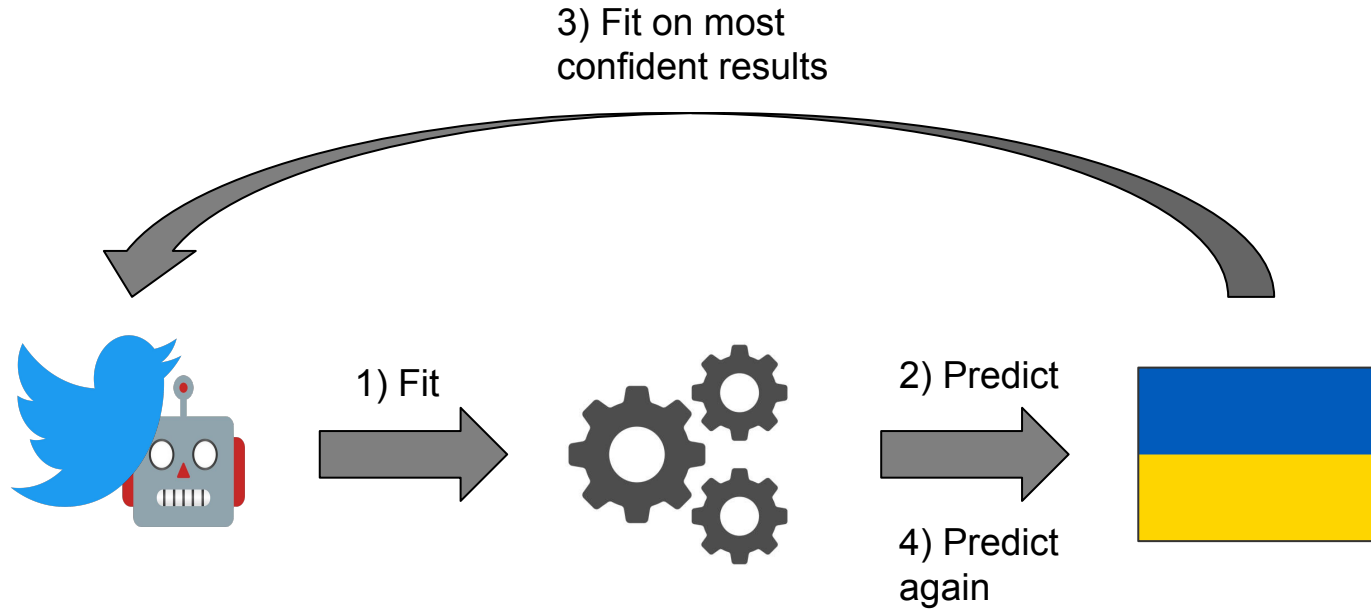 3) Fit on most
confident results
1) Fit
2) Predict
4) Predict
again